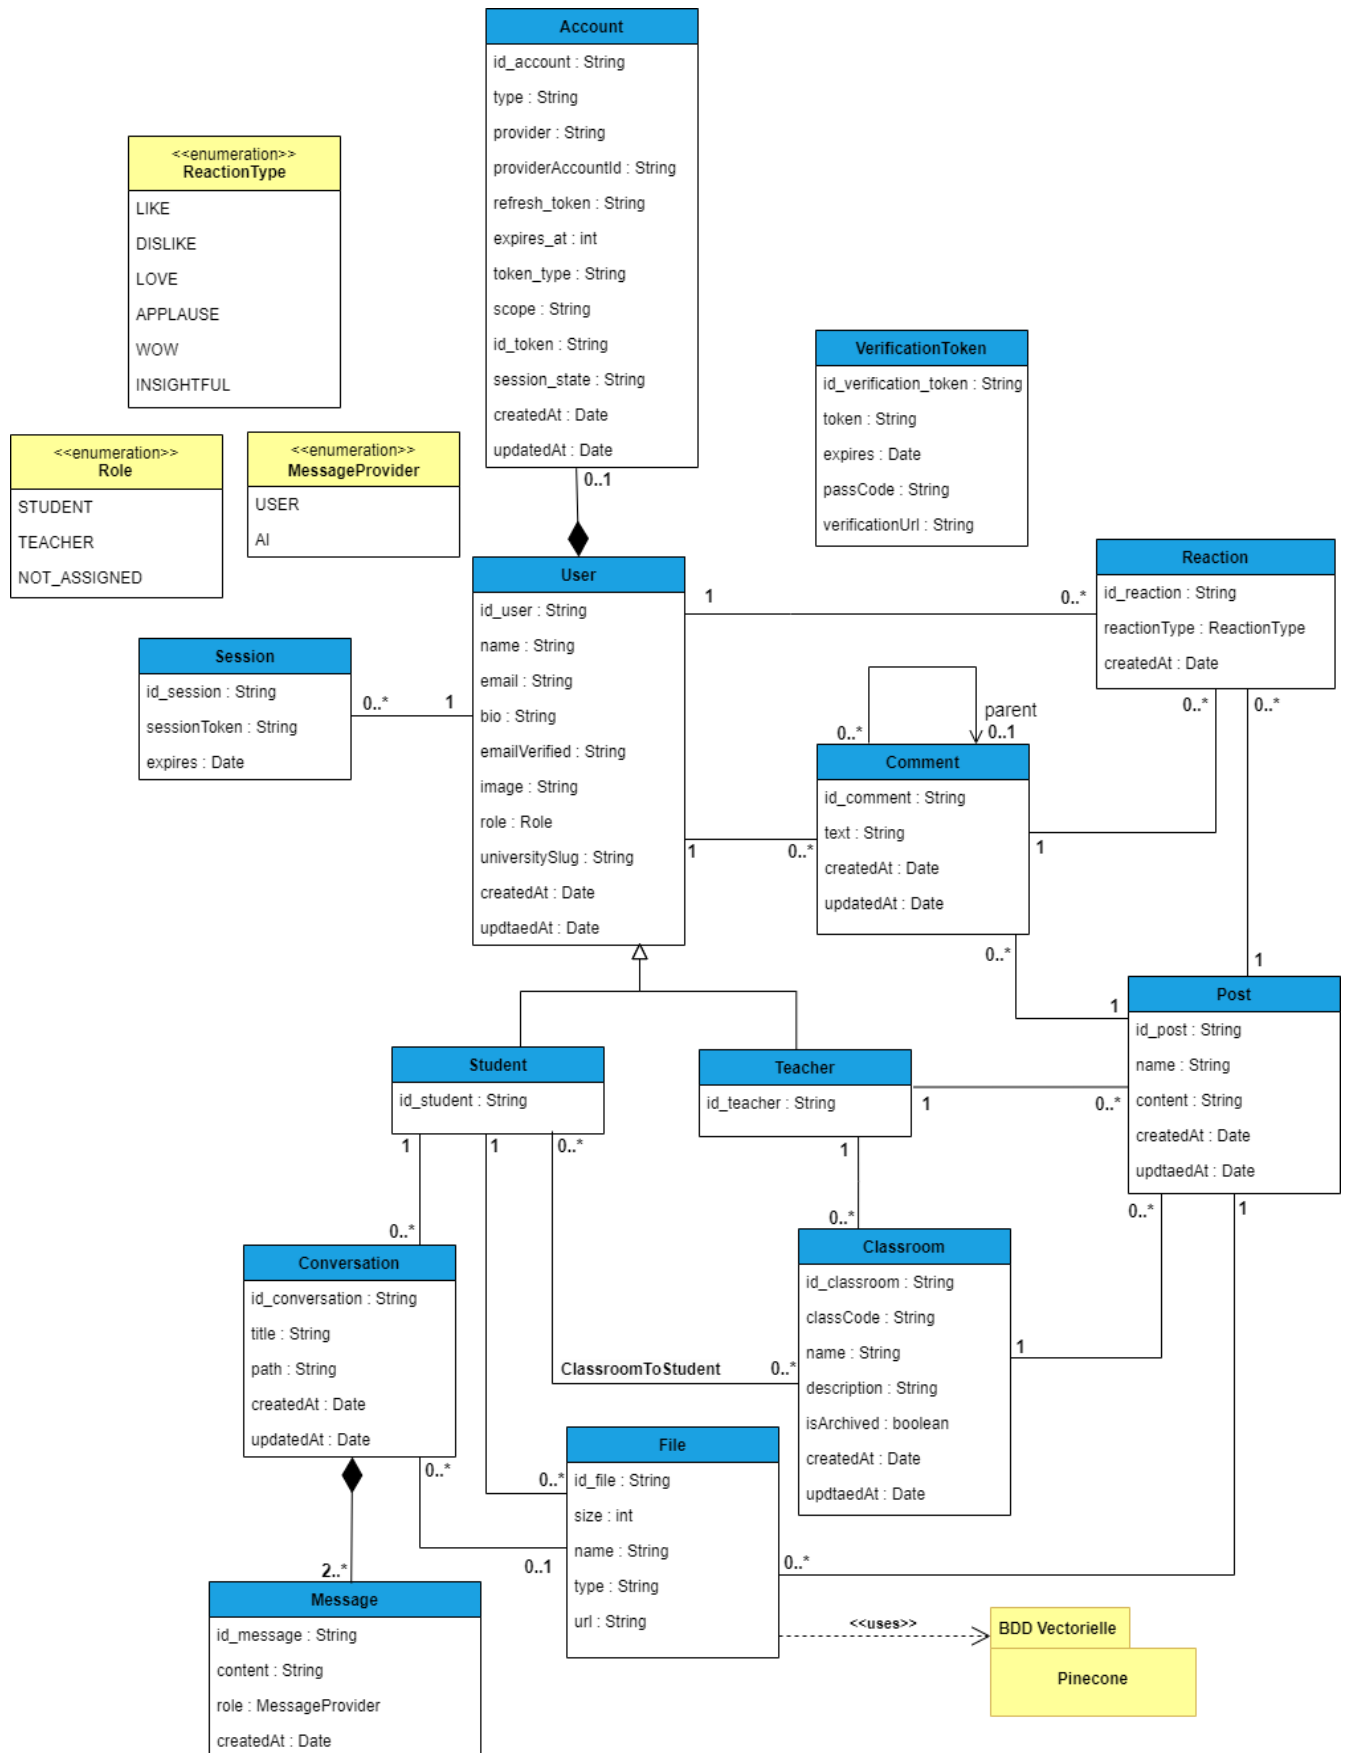 Account
id_account : String
type : String
provider : String
providerAccountId : String
refresh_token : String
expires_at : int
token_type : String
scope : String
id_token : String
session_state : String
createdAt : Date
updatedAt : Date
0..1
<<enumeration>>
ReactionType
LIKE
DISLIKE
LOVE
APPLAUSE
WOW
INSIGHTFUL
<<enumeration>>
Role
STUDENT
TEACHER
NOT_ASSIGNED
<<enumeration>>
MessageProvider
USER
AI
VerificationToken
id_verification_token : String
token : String
expires : Date
passCode : String
verificationUrl : String
User
id_user : String
name : String
email : String
bio : String
emailVerified : String
image : String
role : Role
universitySlug : String
createdAt : Date
updtaedAt : Date
1
0..*
Reaction
id_reaction : String
reactionType : ReactionType
createdAt : Date
0..*
0..*
Session
id_session : String
sessionToken : String
expires : Date
0..*
1
parent
0..*
0..1
Comment
id_comment : String
text : String
createdAt : Date
updatedAt : Date
1
0..*
1
0..*
1
1
Post
id_post : String
name : String
content : String
createdAt : Date
updtaedAt : Date
0..*
1
Student
id_student : String
1
1
0..*
Teacher
id_teacher : String
1
0..*
1
0..*
0..*
Conversation
id_conversation : String
title : String
path : String
createdAt : Date
updatedAt : Date
0..*
Classroom
id_classroom : String
classCode : String
name : String
description : String
isArchived : boolean
createdAt : Date
updtaedAt : Date
1
ClassroomToStudent
0..*
File
id_file : String
size : int
name : String
type : String
url : String
0..*
0..1
0..*
2..*
Message
id_message : String
content : String
role : MessageProvider
createdAt : Date
<<uses>>
BDD Vectorielle
Pinecone